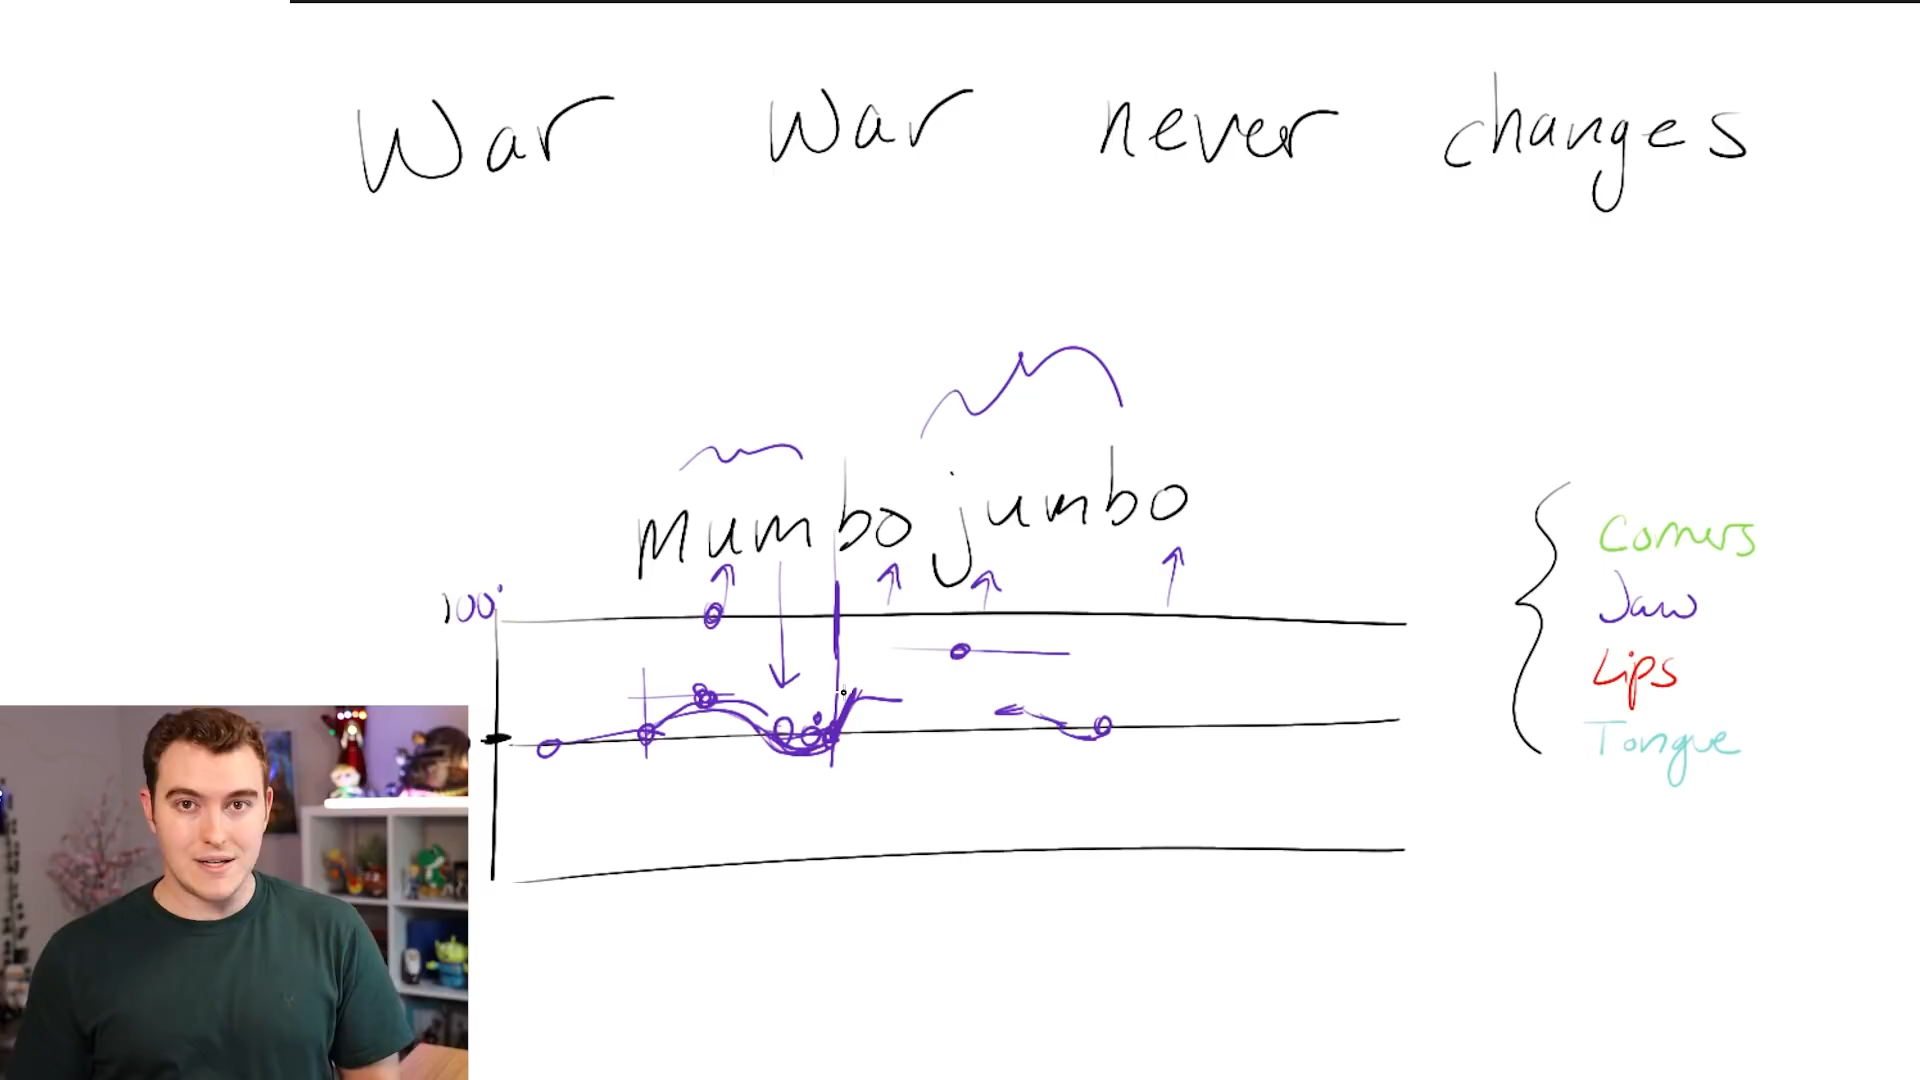 War War never changes
mumbo jumbo
100°
Corners
Jaw
Lips
Tongue